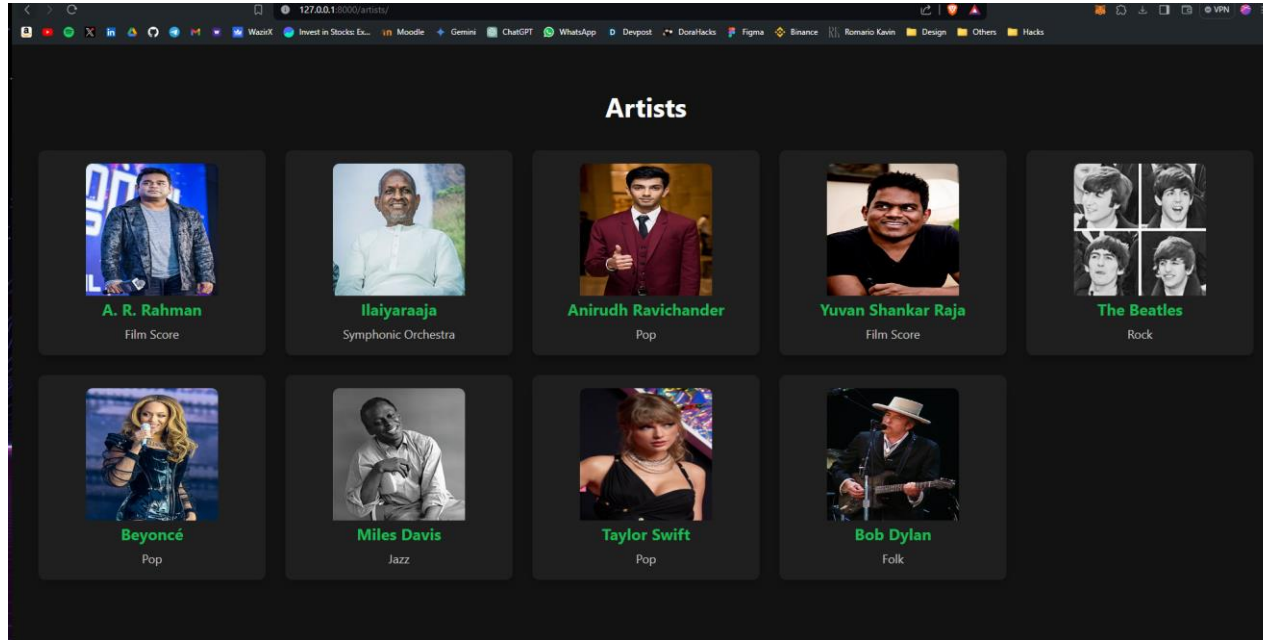 127.0.0.1:8000/artists/
VPN
WazirX Invest in Stocks: Ex... Moodle Gemini ChatGPT WhatsApp Devpost DoraHacks Figma Binance Romario Kavin Design Others Hacks
Artists
A. R. Rahman
Film Score
Ilaiyaraaja
Symphonic Orchestra
Anirudh Ravichander
Pop
Yuvan Shankar Raja
Film Score
The Beatles
Rock
Beyoncé
Pop
Miles Davis
Jazz
Taylor Swift
Pop
Bob Dylan
Folk